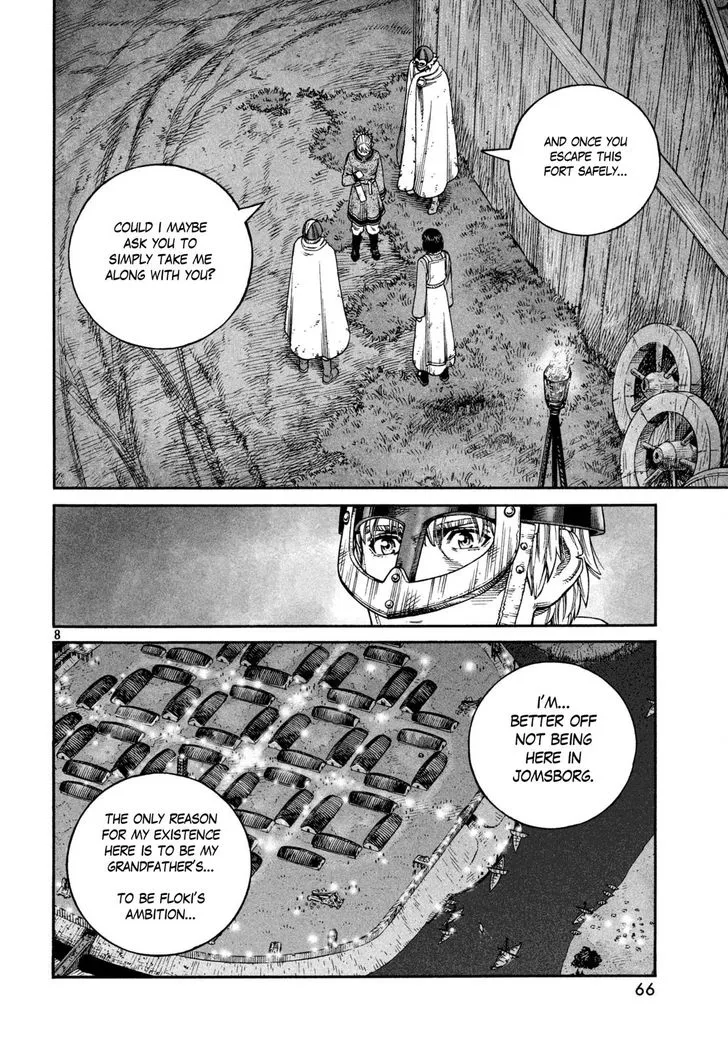 AND ONCE YOU
ESCAPE THIS
FORT SAFELY...
COULD I MAYBE
ASK YOU TO
SIMPLY TAKE ME
ALONG WITH YOU?
8
I'M...
BETTER OFF
NOT BEING
HERE IN
JOMSBORG.
THE ONLY REASON
FOR MY EXISTENCE
HERE IS TO BE MY
GRANDFATHER'S...
TO BE FLOKI'S
AMBITION...
66